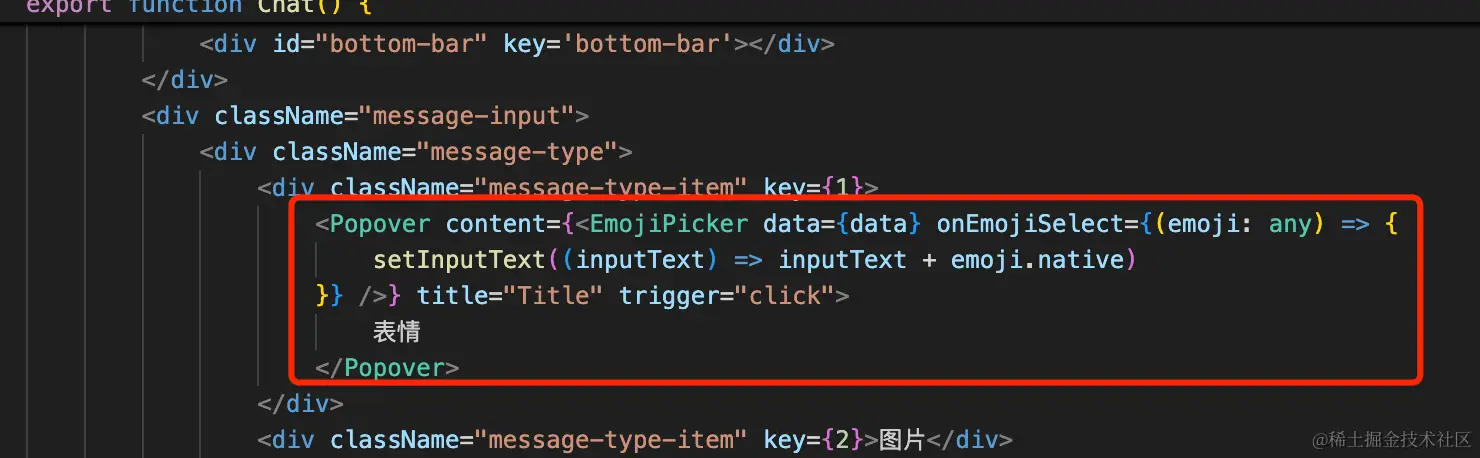 export function Chat() {
<div id="bottom-bar" key='bottom-bar'></div>
</div>
<div className="message-input">
<div className="message-type">
<div className="message-type-item" key={1}>
<Popover content={<EmojiPicker data={data} onEmojiSelect={(emoji: any) => {
setInputText((inputText) => inputText + emoji.native)
}} />} title="Title" trigger="click">
表情
</Popover>
</div>
<div className="message-type-item" key={2}>图片</div>
@稀土掘金技术社区